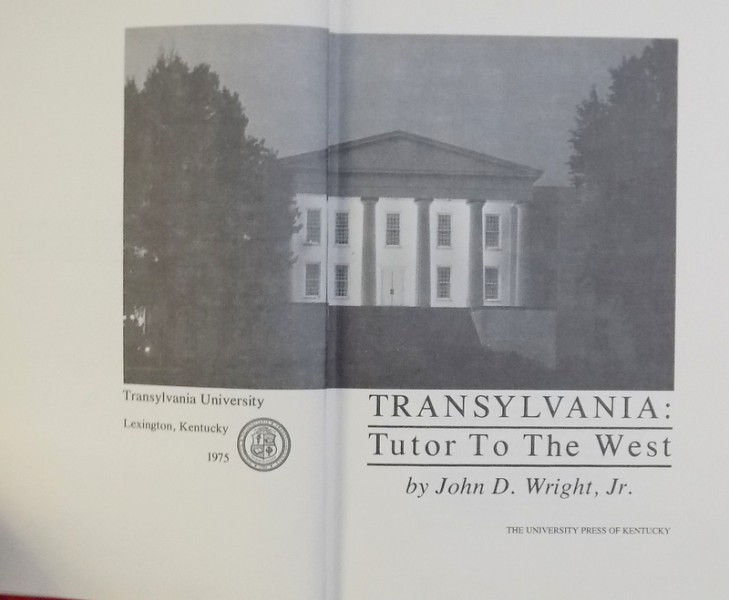 Transylvania University
Lexington, Kentucky
1975
TRANSYLVANIA:
Tutor To The West
by John D. Wright, Jr.
THE UNIVERSITY PRESS OF KENTUCKY